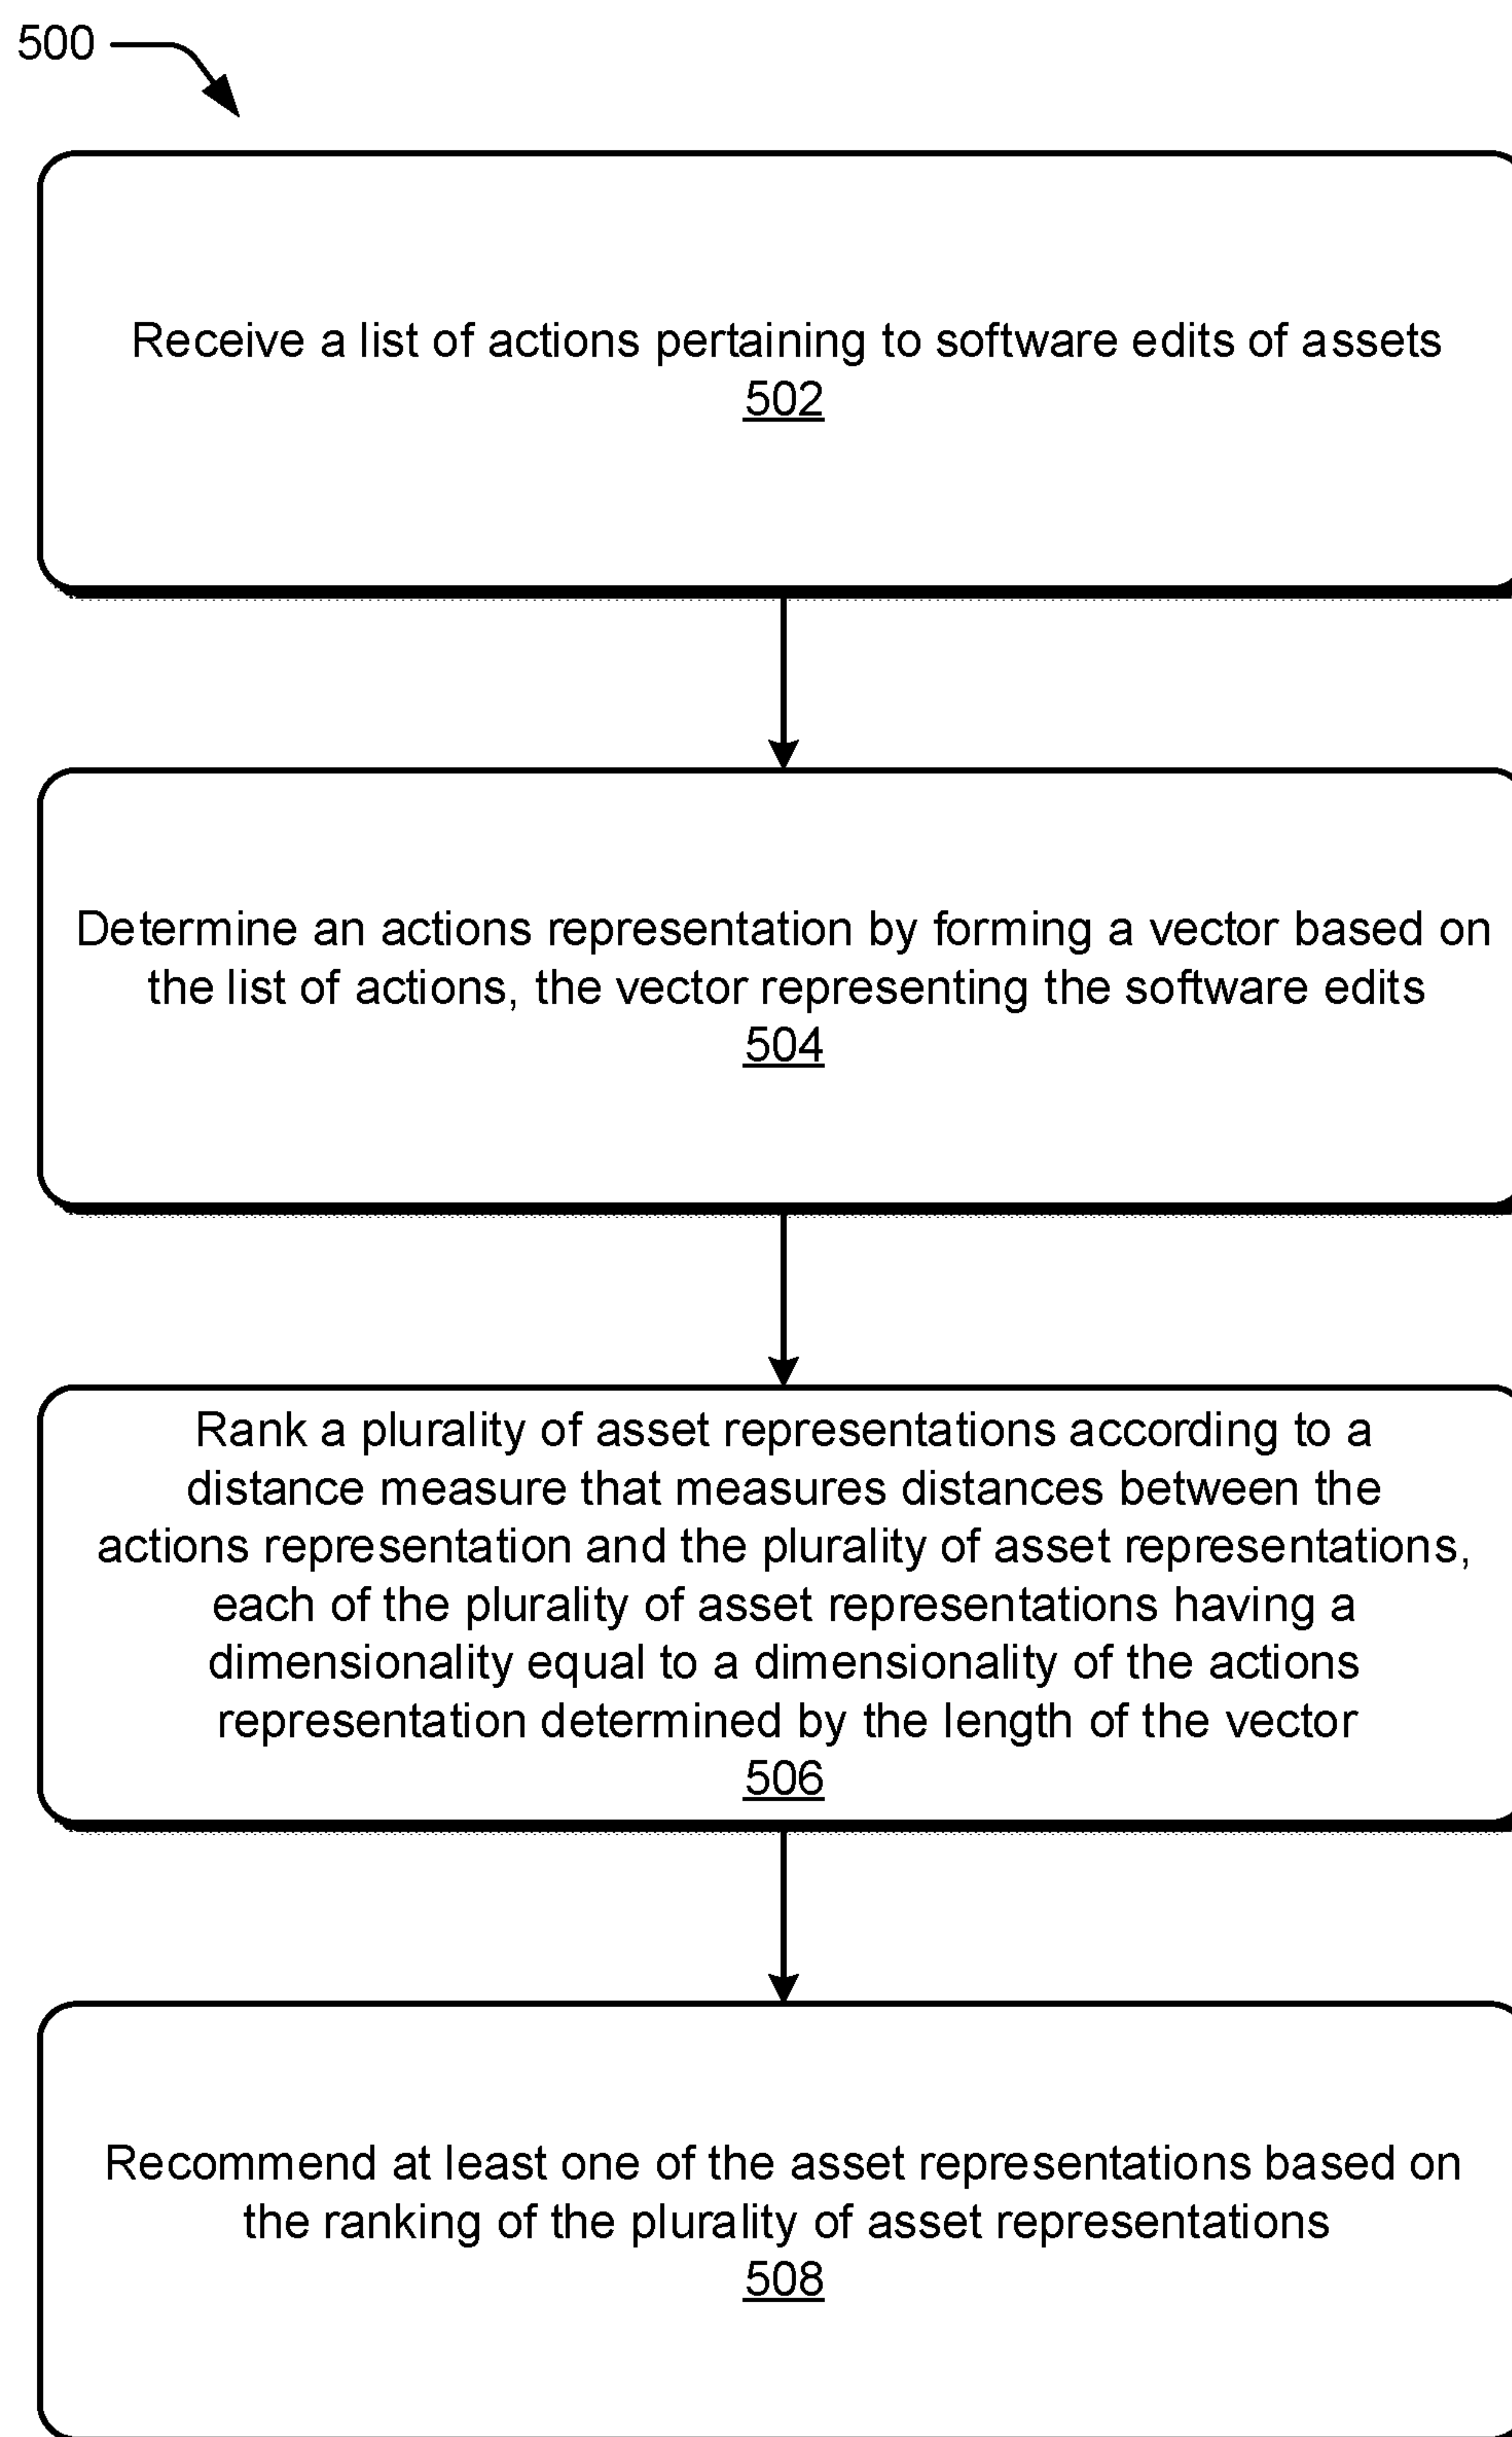 500
Receive a list of actions pertaining to software edits of assets
502
Determine an actions representation by forming a vector based on
the list of actions, the vector representing the software edits
504
Rank a plurality of asset representations according to a
distance measure that measures distances between the
actions representation and the plurality of asset representations,
each of the plurality of asset representations having a
dimensionality equal to a dimensionality of the actions
representation determined by the length of the vector
506
Recommend at least one of the asset representations based on
the ranking of the plurality of asset representations
508